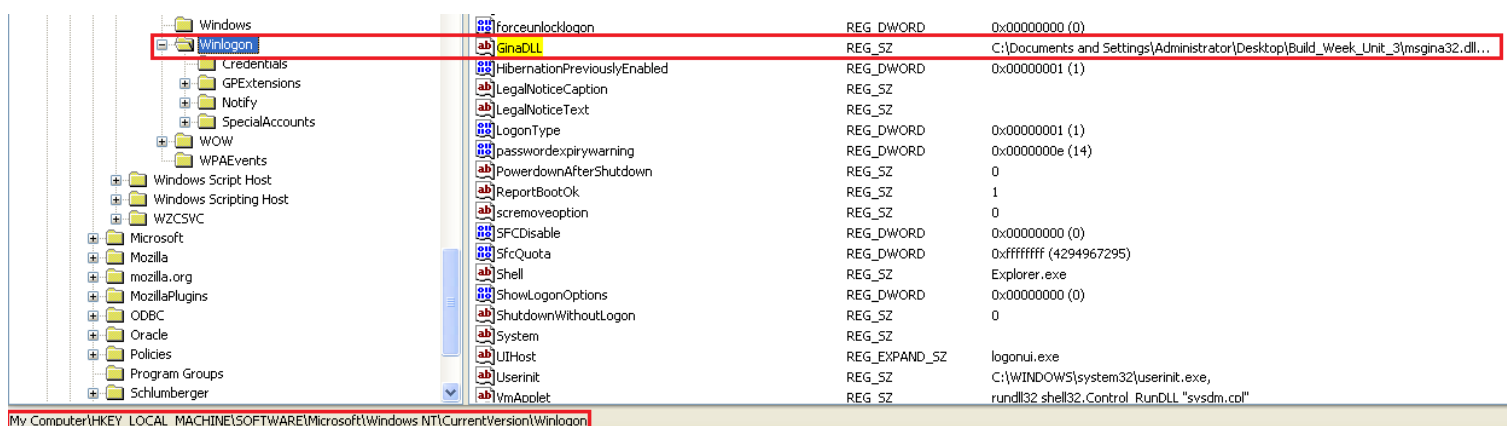 Windows
Winlogon
Credentials
GPExtensions
Notify
SpecialAccounts
WOW
WPAEvents
Windows Script Host
Windows Scripting Host
WZCSVC
Microsoft
Mozilla
mozilla.org
MozillaPlugins
ODBC
Oracle
Policies
Program Groups
Schlumberger
forceunlocklogon REG_DWORD 0x00000000 (0)
GinaDLL REG_SZ C:\Documents and Settings\Administrator\Desktop\Build_Week_Unit_3\msgina32.dll...
HibernationPreviouslyEnabled REG_DWORD 0x00000001 (1)
LegalNoticeCaption REG_SZ
LegalNoticeText REG_SZ
LogonType REG_DWORD 0x00000001 (1)
passwordexpirywarning REG_DWORD 0x0000000e (14)
PowerdownAfterShutdown REG_SZ 0
ReportBootOk REG_SZ 1
scremoveoption REG_SZ 0
SFCDisable REG_DWORD 0x00000000 (0)
SfcQuota REG_DWORD 0xffffffff (4294967295)
Shell REG_SZ Explorer.exe
ShowLogonOptions REG_DWORD 0x00000000 (0)
ShutdownWithoutLogon REG_SZ 0
System REG_SZ
UIHost REG_EXPAND_SZ logonui.exe
Userinit REG_SZ C:\WINDOWS\system32\userinit.exe,
VmApplet REG_SZ rundll32 shell32,Control_RunDLL "sysdm.cpl"
My Computer\HKEY_LOCAL_MACHINE\SOFTWARE\Microsoft\Windows NT\CurrentVersion\Winlogon